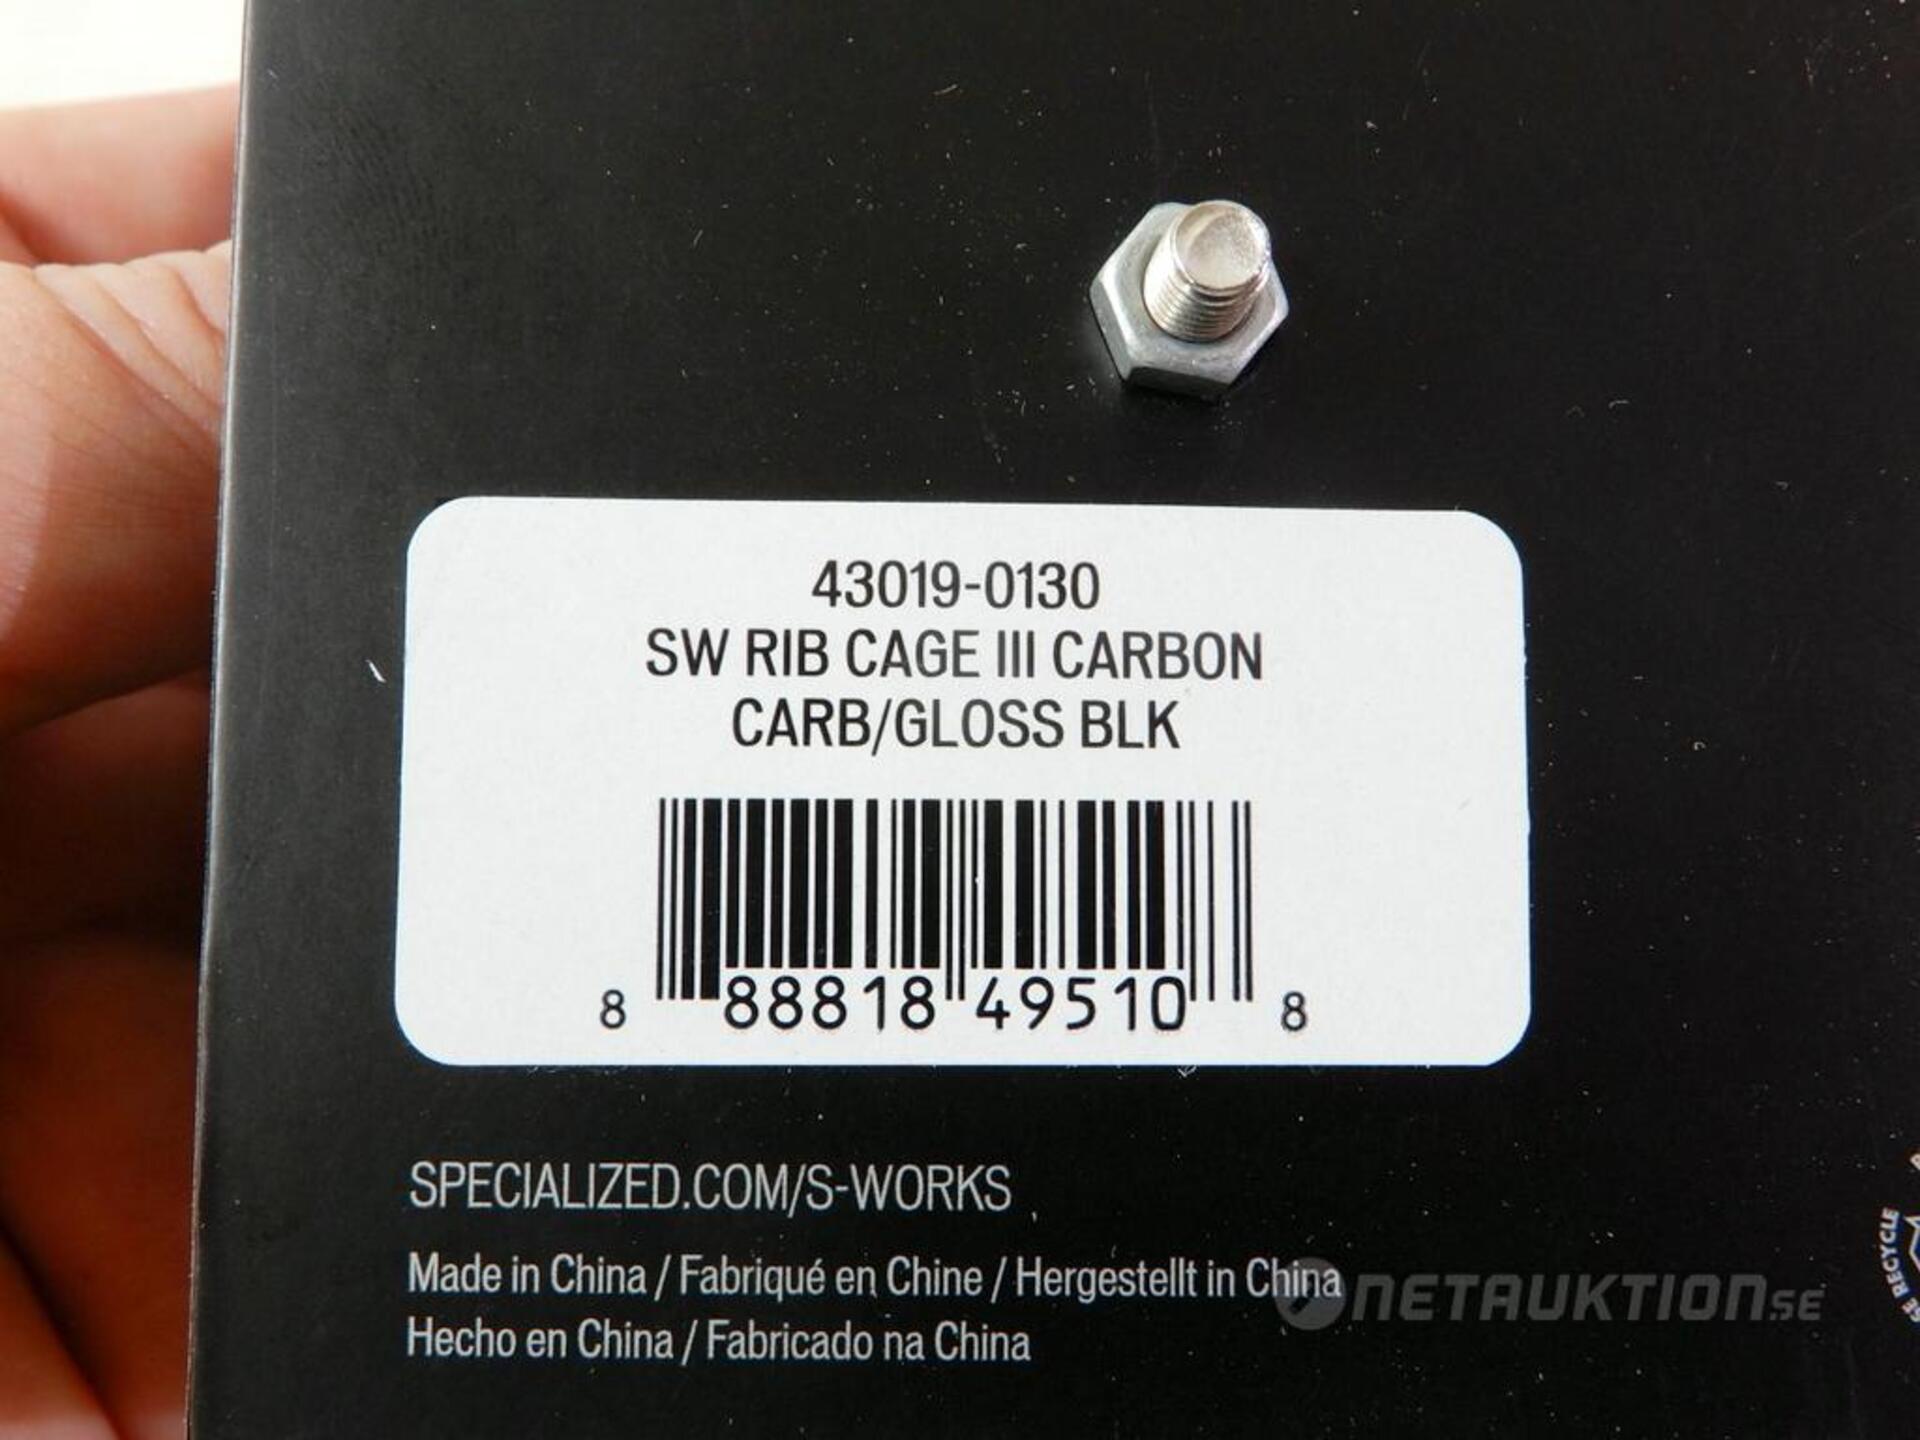 43019-0130
SW RIB CAGE III CARBON
CARB/GLOSS BLK
8 88818 49510 8
SPECIALIZED.COM/S-WORKS
Made in China / Fabriqué en Chine / Hergestellt in China
Hecho en China / Fabricado na China
NETAUKTION.SE
RECYCLE